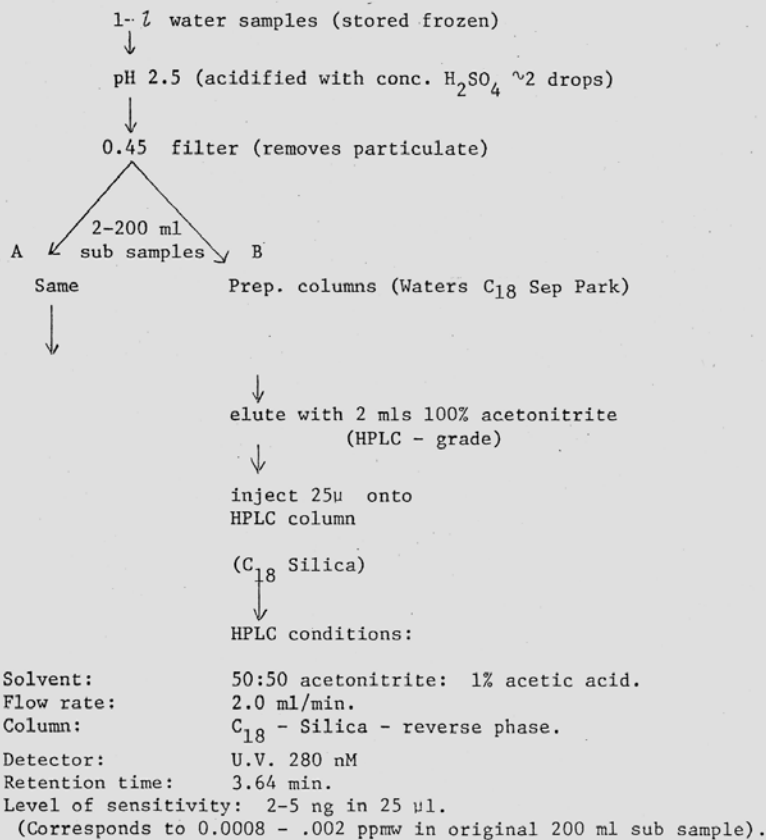 1-ℓ water samples (stored frozen)
pH 2.5 (acidified with conc. H2SO4 ~2 drops)
0.45 filter (removes particulate)
2-200 ml
A sub samples B
Same Prep. columns (Waters C18 Sep Park)
elute with 2 mls 100% acetonitrite
(HPLC - grade)
inject 25µ onto
HPLC column
(C18 Silica)
HPLC conditions:
Solvent: 50:50 acetonitrite: 1% acetic acid.
Flow rate: 2.0 ml/min.
Column: C18 - Silica - reverse phase.
Detector: U.V. 280 nM
Retention time: 3.64 min.
Level of sensitivity: 2-5 ng in 25 µl.
(Corresponds to 0.0008 - .002 ppmw in original 200 ml sub sample).